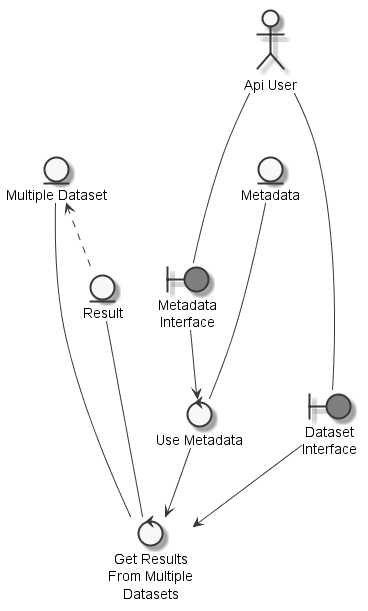 Api User
Multiple Dataset
Metadata
Result
Metadata
Interface
Use Metadata
Dataset
Interface
Get Results
From Multiple
Datasets